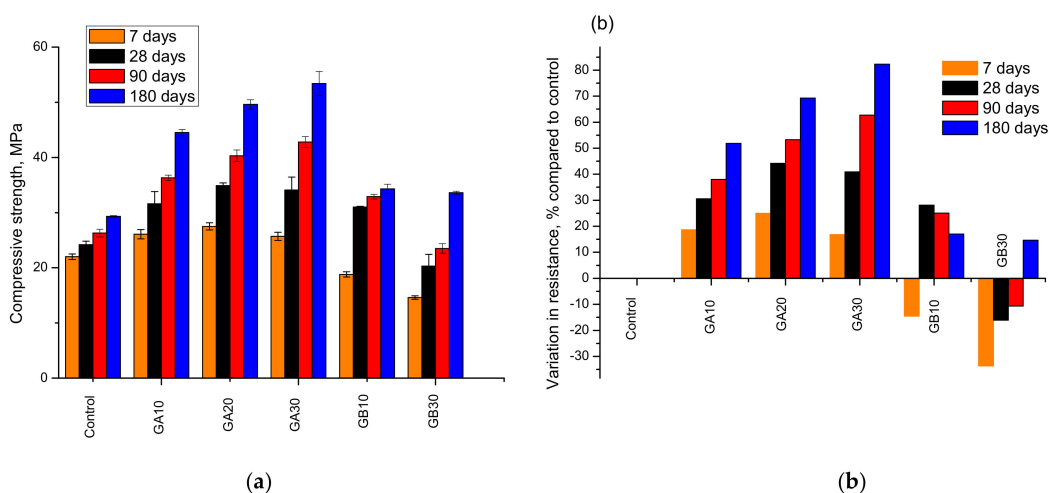 7 days
28 days
90 days
180 days
60
40
20
0
Compressive strength, MPa
Control
GA10
GA20
GA30
GB10
GB30
(a)
(b)
7 days
28 days
90 days
180 days
80
70
60
50
40
30
20
10
0
-10
-20
-30
Variation in resistance, % compared to control
Control
GA10
GA20
GA30
GB10
GB30
(b)